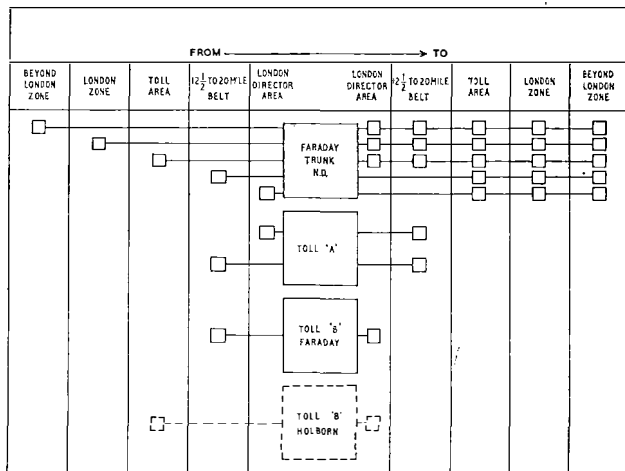 FROM TO
BEYOND LONDON ZONE
LONDON ZONE
TOLL AREA
12½ TO 20 MILE BELT
LONDON DIRECTOR AREA
LONDON DIRECTOR AREA
12½ TO 20 MILE BELT
TOLL AREA
LONDON ZONE
BEYOND LONDON ZONE
FARADAY
TRUNK
N.D.
TOLL 'A'
TOLL 'B'
FARADAY
TOLL 'B'
HOLBORN